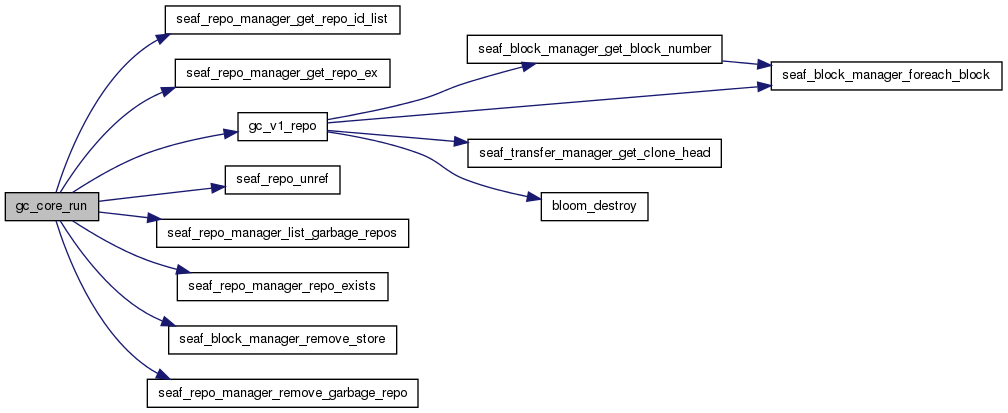 seaf_repo_manager_get_repo_id_list
seaf_block_manager_get_block_number
seaf_repo_manager_get_repo_ex
seaf_block_manager_foreach_block
gc_v1_repo
seaf_transfer_manager_get_clone_head
seaf_repo_unref
gc_core_run
bloom_destroy
seaf_repo_manager_list_garbage_repos
seaf_repo_manager_repo_exists
seaf_block_manager_remove_store
seaf_repo_manager_remove_garbage_repo